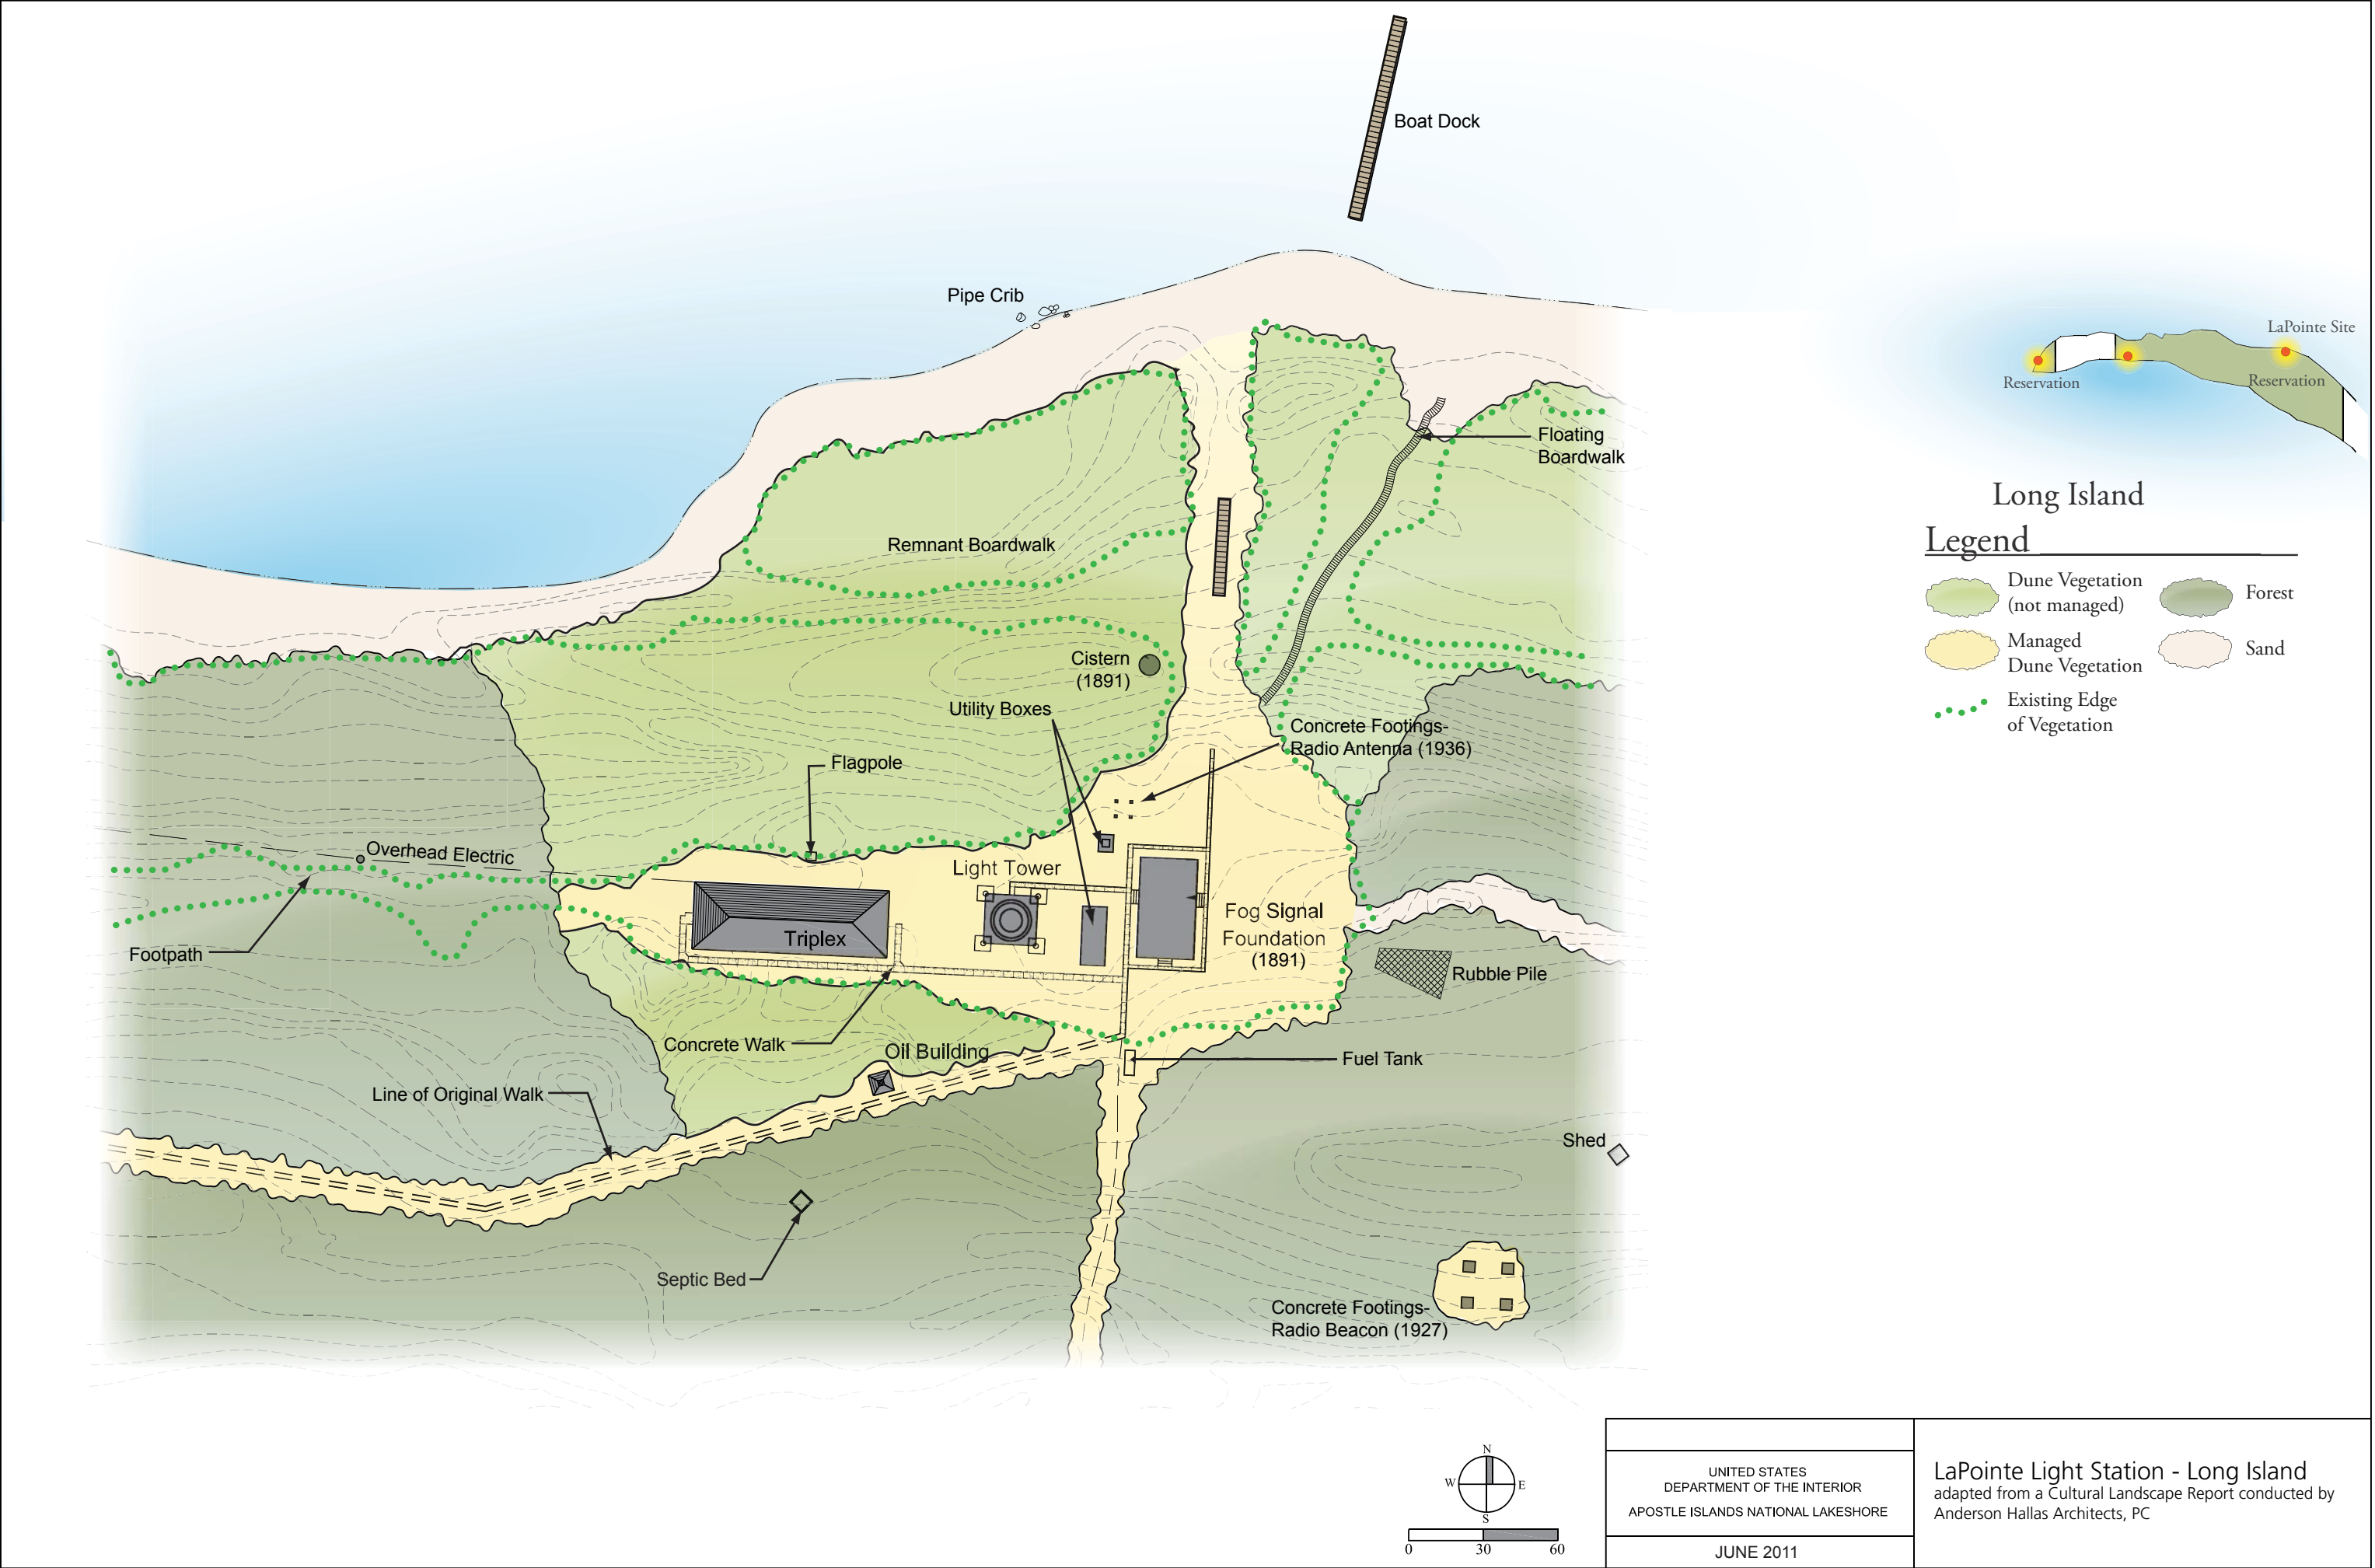 Boat Dock
Pipe Crib
LaPointe Site
Reservation
Reservation
Floating
Boardwalk
Long Island
Legend
Remnant Boardwalk
Dune Vegetation
(not managed)
Forest
Managed
Dune Vegetation
Sand
Existing Edge
of Vegetation
Cistern
(1891)
Utility Boxes
Concrete Footings-
Radio Antenna (1936)
Flagpole
Overhead Electric
Light Tower
Footpath
Triplex
Fog Signal
Foundation
(1891)
Rubble Pile
Concrete Walk
Oil Building
Fuel Tank
Line of Original Walk
Shed
Septic Bed
Concrete Footings-
Radio Beacon (1927)
N
W
E
S
0 30 60
UNITED STATES
DEPARTMENT OF THE INTERIOR
APOSTLE ISLANDS NATIONAL LAKESHORE
JUNE 2011
LaPointe Light Station - Long Island
adapted from a Cultural Landscape Report conducted by
Anderson Hallas Architects, PC